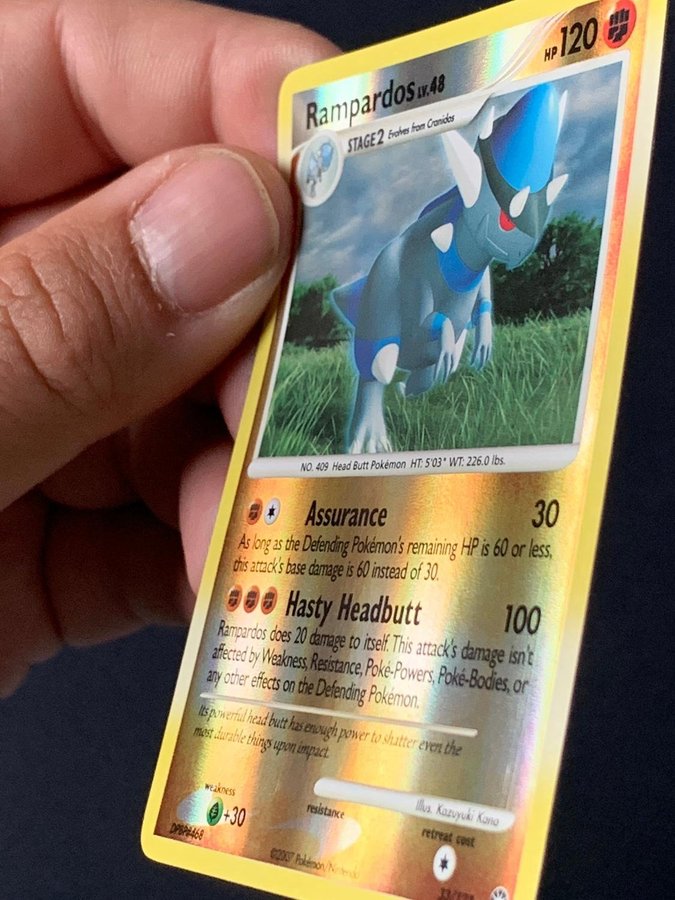 Rampardos LV.48 HP 120
STAGE 2 Evolves from Cranidos
NO. 409 Head Butt Pokémon HT: 5'03" WT: 226.0 lbs.
Assurance 30
As long as the Defending Pokémon's remaining HP is 60 or less,
this attack's base damage is 60 instead of 30.
Hasty Headbutt 100
Rampardos does 20 damage to itself. This attack's damage isn't
affected by Weakness, Resistance, Poké-Powers, Poké-Bodies, or
any other effects on the Defending Pokémon.
Its powerful head butt has enough power to shatter even the
most durable things upon impact.
weakness
+30
resistance
Illus. Kazuyuki Kano
retreat cost
©2007 Pokémon/Nintendo